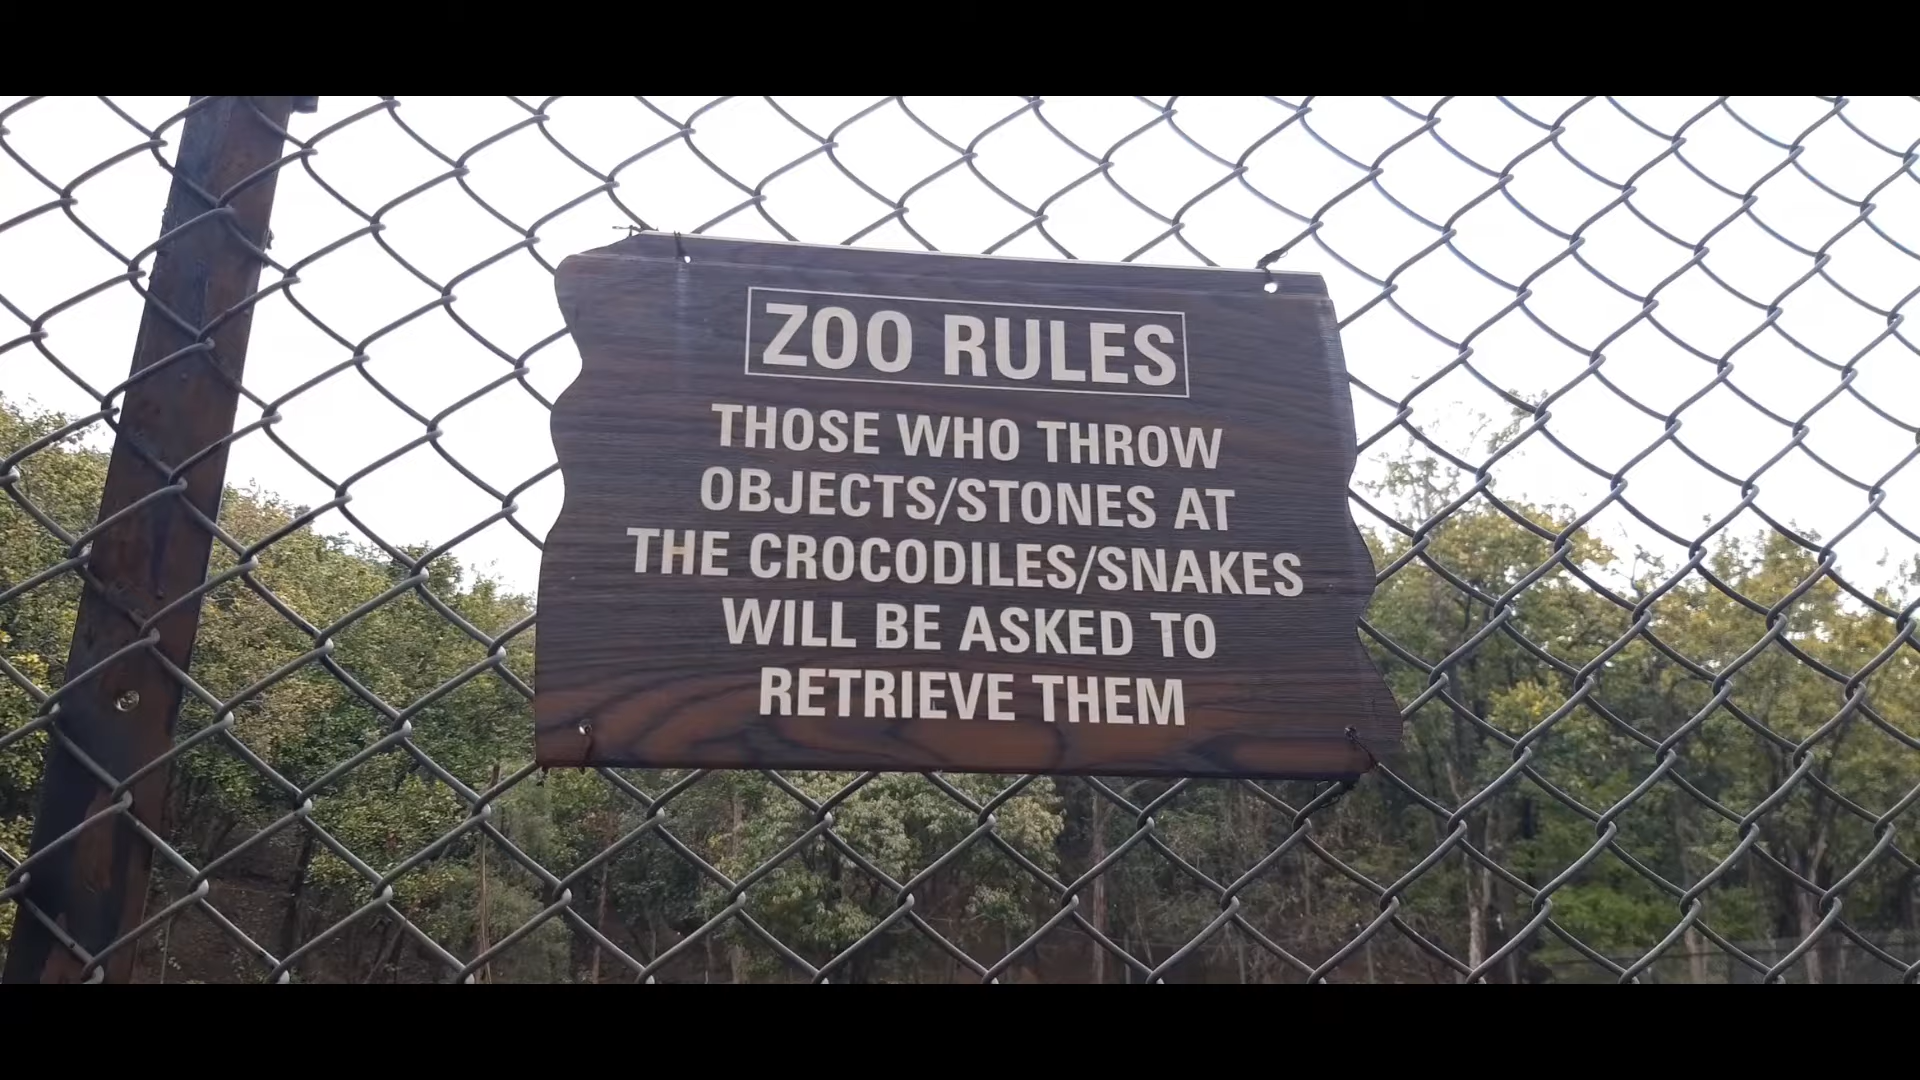 ZOO RULES
THOSE WHO THROW
OBJECTS/STONES AT
THE CROCODILES/SNAKES
WILL BE ASKED TO
RETRIEVE THEM